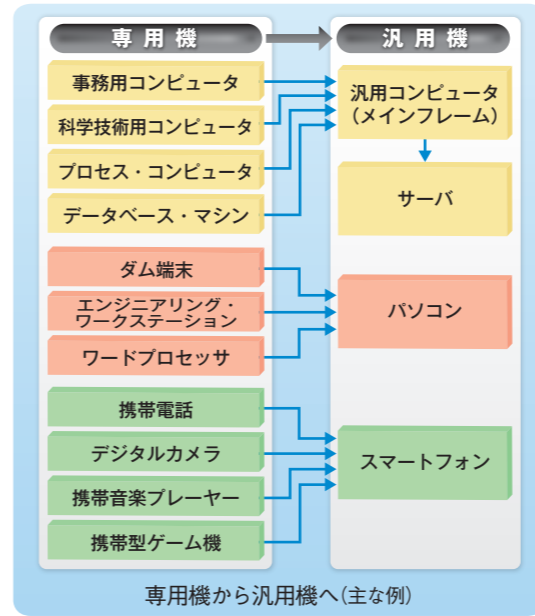 専用機
汎用機
事務用コンピュータ
科学技術用コンピュータ
プロセス・コンピュータ
データベース・マシン
汎用コンピュータ
(メインフレーム)
サーバ
ダム端末
エンジニアリング・
ワークステーション
ワードプロセッサ
パソコン
携帯電話
デジタルカメラ
携帯音楽プレーヤー
携帯型ゲーム機
スマートフォン
専用機から汎用機へ(主な例)